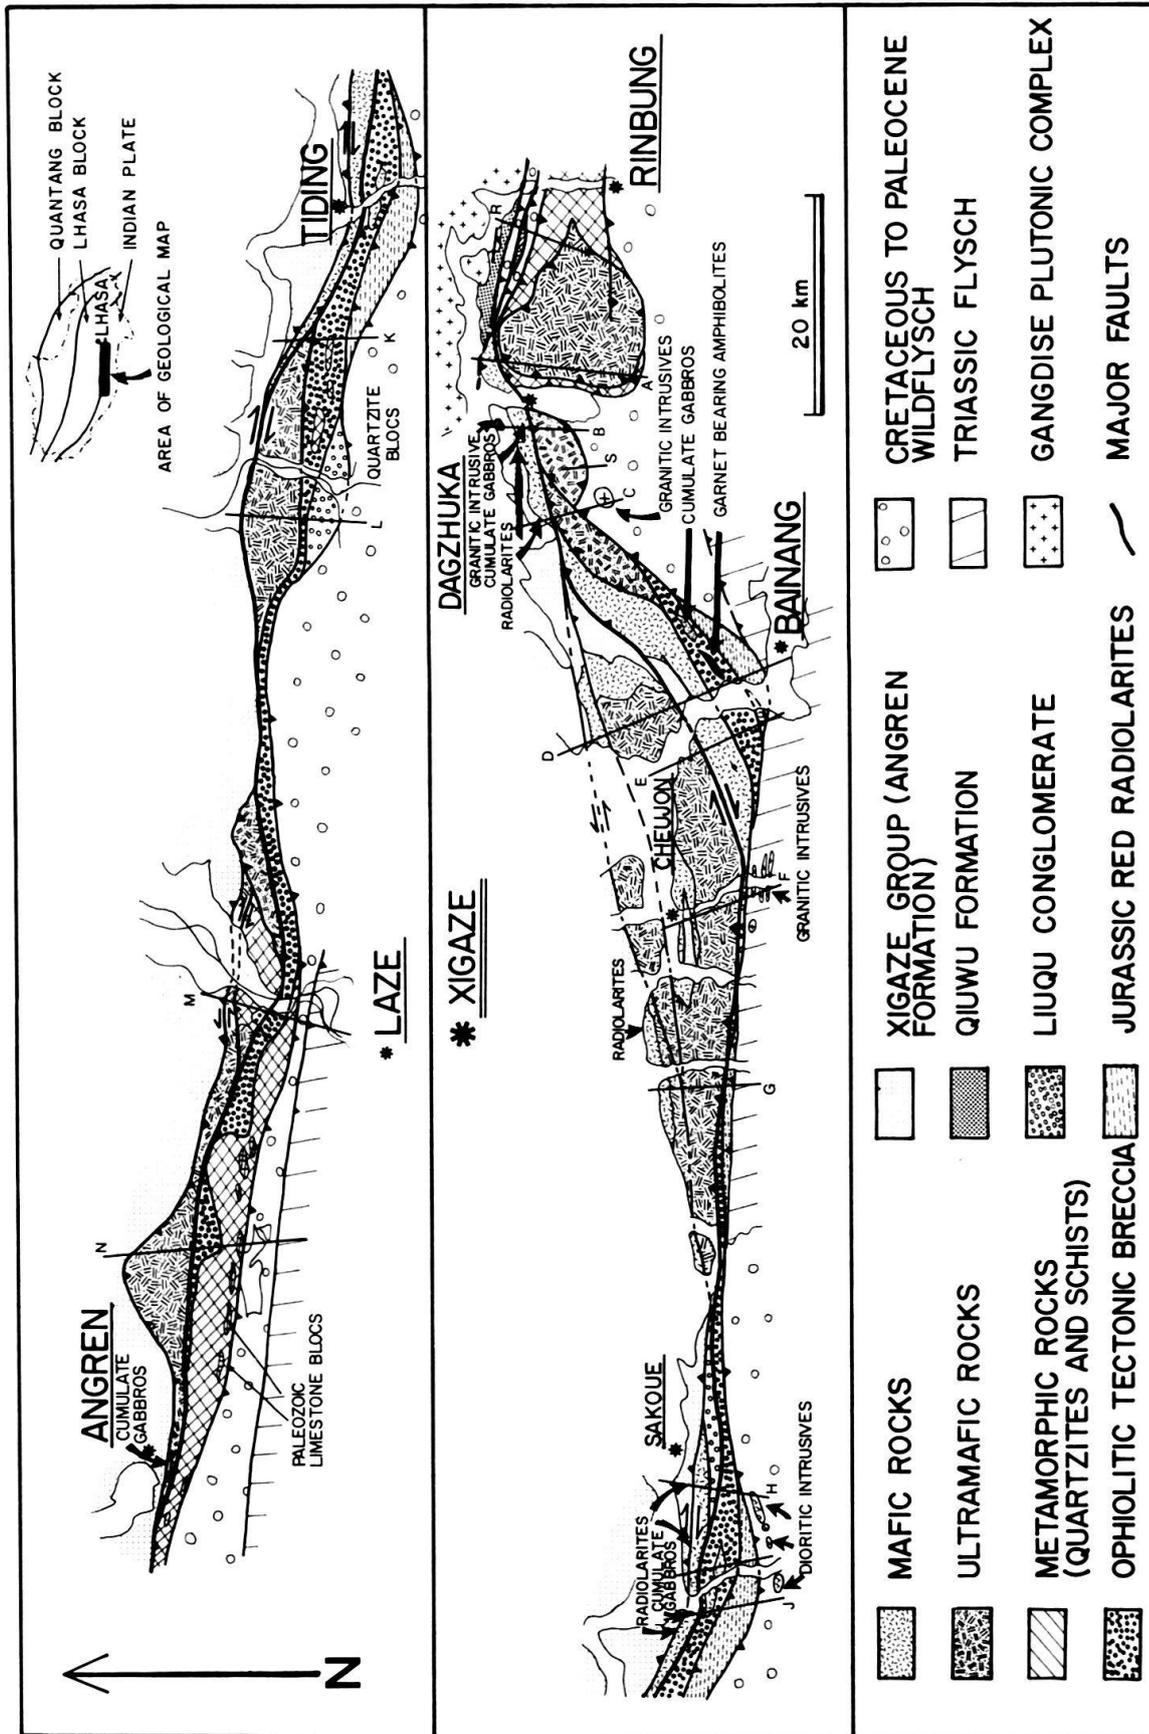 QUANTANG BLOCK
LHASA BLOCK
INDIAN PLATE
LHASA
AREA OF GEOLOGICAL MAP
N
ANGREN
CUMULATE
GABBROS
PALEOZOIC
LIMESTONE BLOCS
N
M
LAZE
L
QUARTZITE
BLOCS
K
TIDING
XIGAZE
SAKOUE
RADIOLARITES
CUMULATE
GABBROS
J
H
DIORITIC INTRUSIVES
G
RADIOLARITES
F
GRANITIC INTRUSIVES
CHEWON
E
D
BAINANG
DAGZHUKA
GRANITIC INTRUSIVE
CUMULATE GABBROS
RADIOLARITES
C
S
B
A
R
GRANITIC INTRUSIVES
CUMULATE GABBROS
GARNET BEARING AMPHIBOLITES
RINBUNG
20 km
MAFIC ROCKS
ULTRAMAFIC ROCKS
METAMORPHIC ROCKS
(QUARTZITES AND SCHISTS)
OPHIOLITIC TECTONIC BRECCIA
XIGAZE GROUP (ANGREN
FORMATION)
QIUWU FORMATION
LIUQU CONGLOMERATE
JURASSIC RED RADIOLARITES
CRETACEOUS TO PALEOCENE
WILDFLYSCH
TRIASSIC FLYSCH
GANGDISE PLUTONIC COMPLEX
MAJOR FAULTS